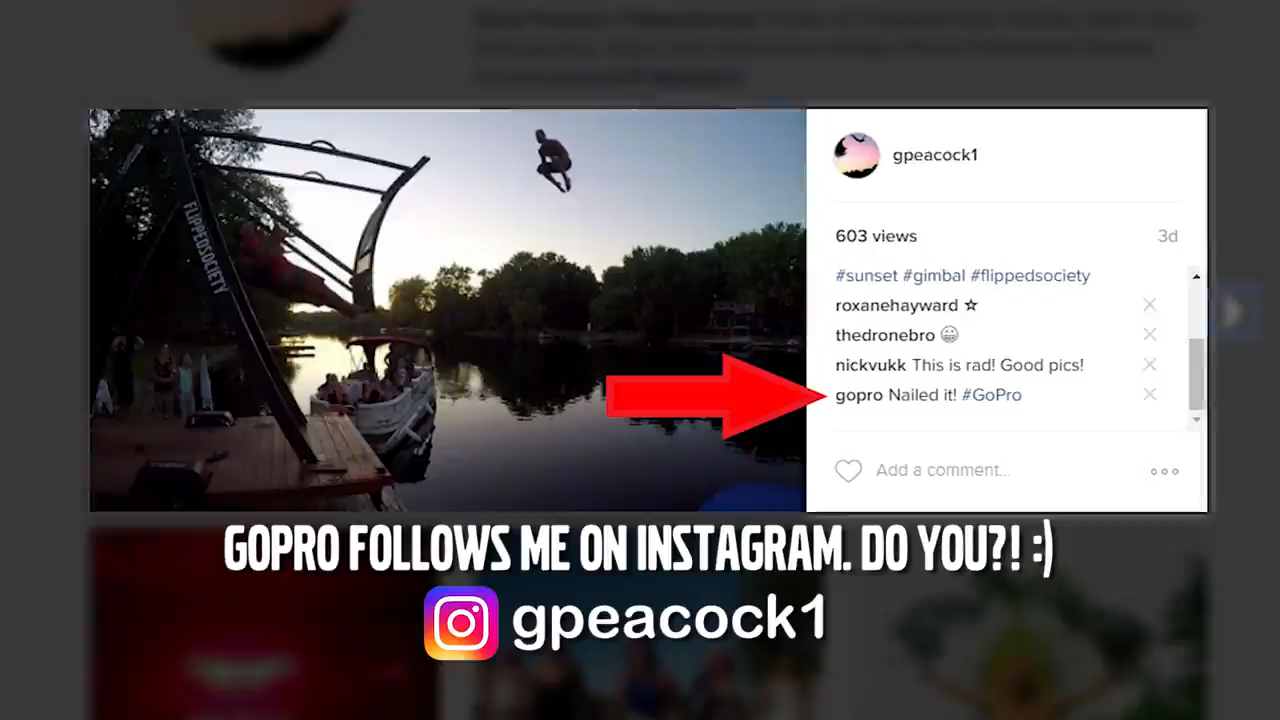 FLIPPEDSOCIETY
gpeacock1
603 views 3d
#sunset #gimbal #flippedsociety
roxanehayward ☆
thedronebro 😀
nickvukk This is rad! Good pics!
gopro Nailed it! #GoPro
Add a comment...
GOPRO FOLLOWS ME ON INSTAGRAM. DO YOU?! :)
gpeacock1